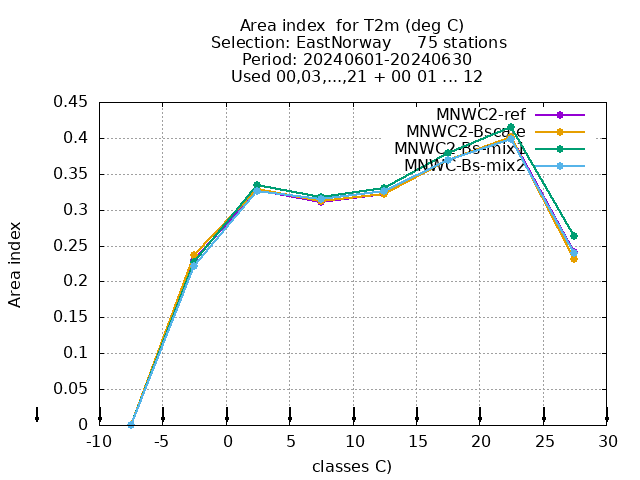 Area index  for T2m (deg C)
Selection: EastNorway     75 stations
Period: 20240601-20240630
Used 00,03,...,21 + 00 01 ... 12
MNWC2-ref
MNWC2-Bscore
MNWC2-Bs-mix1
MNWC-Bs-mix2
0.45
0.4
0.35
0.3
0.25
0.2
0.15
0.1
0.05
0
Area index
-10 -5 0 5 10 15 20 25 30
classes C)